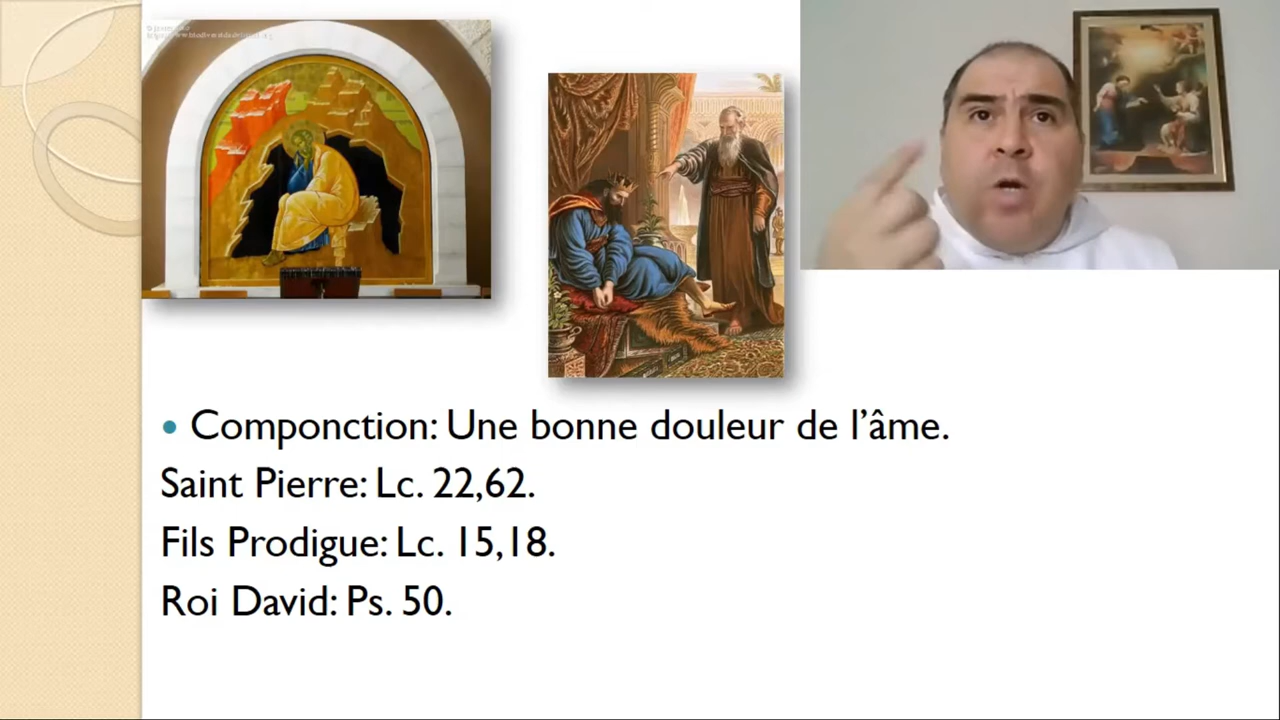 Componction: Une bonne douleur de l'âme.
Saint Pierre: Lc. 22,62.
Fils Prodigue: Lc. 15,18.
Roi David: Ps. 50.